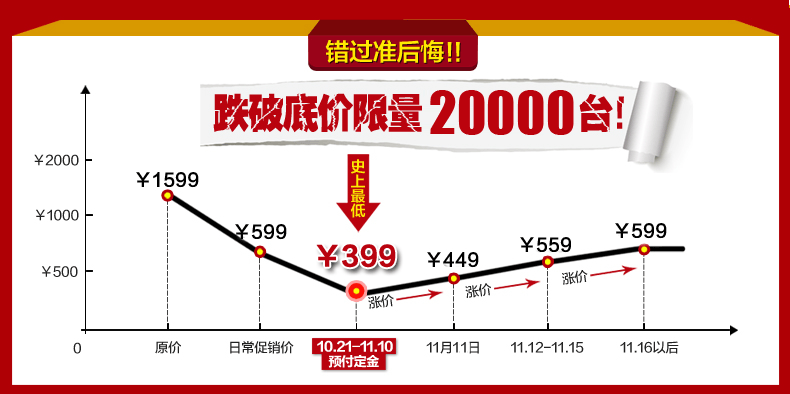 错过准后悔!!
跌破底价限量20000台!
史上最低
¥2000
¥1000
¥500
0
¥1599
¥599
¥399
¥449
¥559
¥599
涨价
涨价
涨价
原价
日常促销价
10.21-11.10
预付定金
11月11日
11.12-11.15
11.16以后